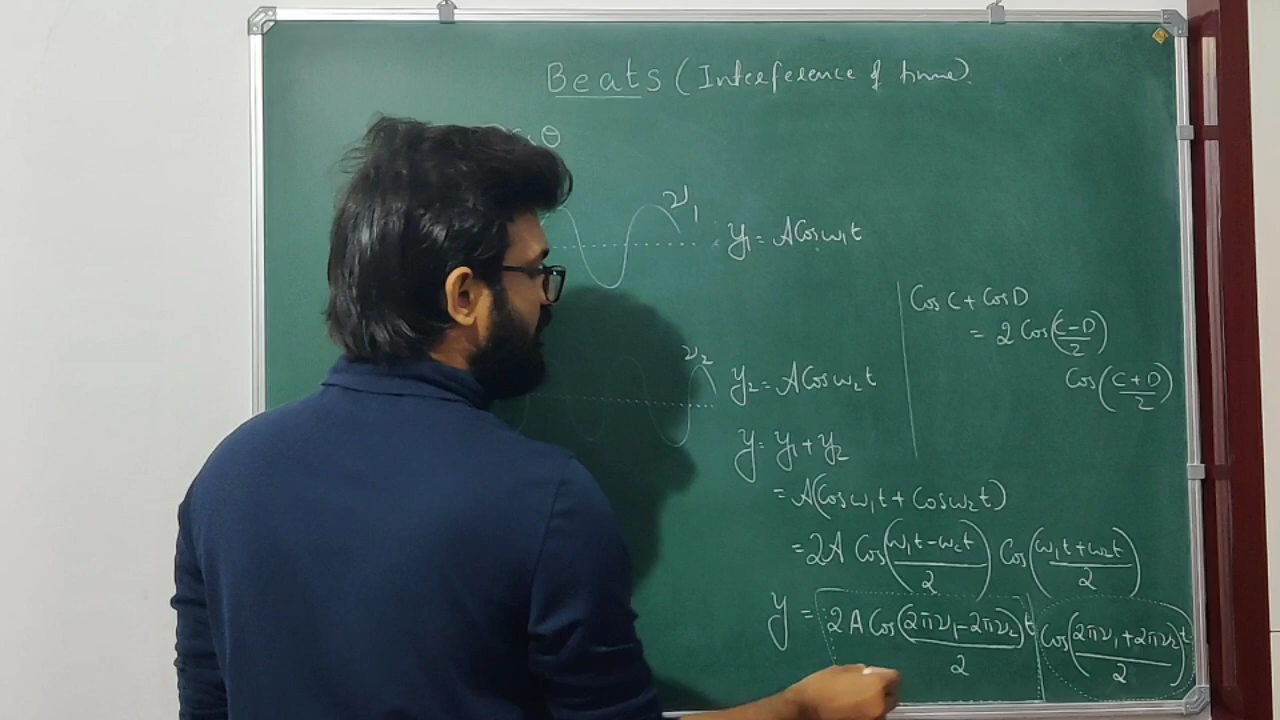 Beats (Interference of time).
θ
ν₁
y₁ = A Cos ω₁t
Cos C + Cos D
= 2 Cos((C-D)/2)
Cos((C+D)/2)
ν₂
y₂ = A Cos ω₂t
y = y₁ + y₂
= A(Cos ω₁t + Cos ω₂t)
= 2A Cos((ω₁t - ω₂t)/2) Cos((ω₁t + ω₂t)/2)
y = 2A Cos((2πν₁ - 2πν₂)/2)t Cos((2πν₁ + 2πν₂)/2)t